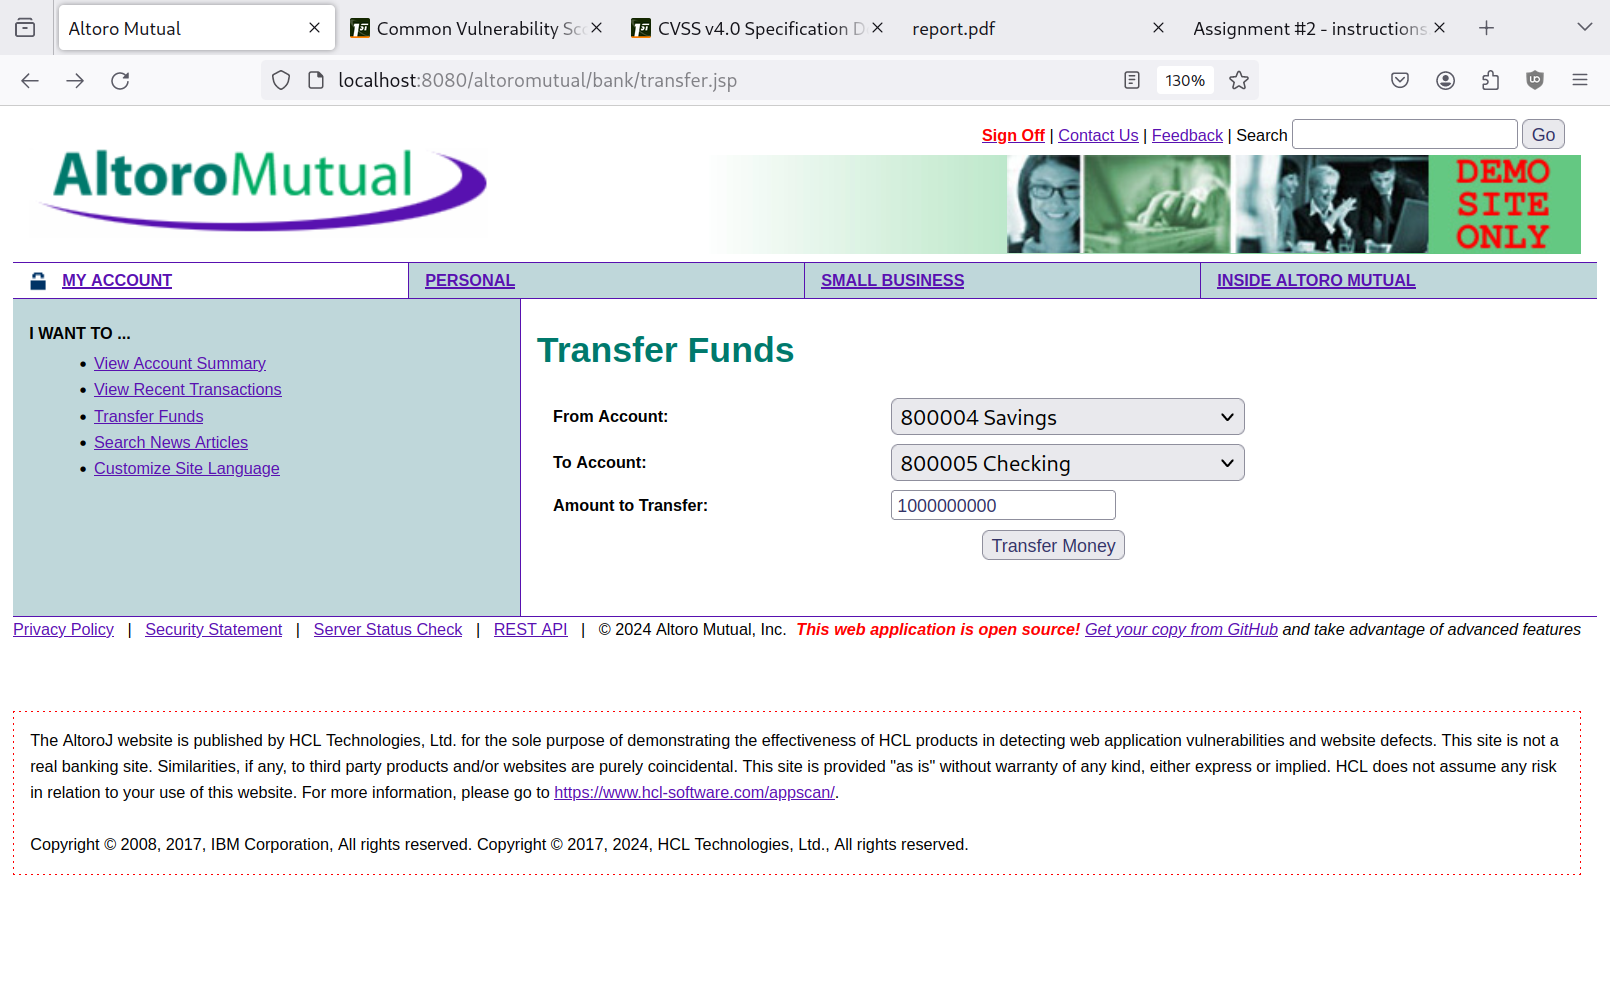 Altoro Mutual
Common Vulnerability Sco
CVSS v4.0 Specification D
report.pdf
Assignment #2 - instructions
localhost:8080/altoromutual/bank/transfer.jsp
130%
Sign Off | Contact Us | Feedback | Search Go
AltoroMutual
DEMO
SITE
ONLY
MY ACCOUNT
PERSONAL
SMALL BUSINESS
INSIDE ALTORO MUTUAL
I WANT TO ...
• View Account Summary
• View Recent Transactions
• Transfer Funds
• Search News Articles
• Customize Site Language
Transfer Funds
From Account: 800004 Savings
To Account: 800005 Checking
Amount to Transfer: 1000000000
Transfer Money
Privacy Policy | Security Statement | Server Status Check | REST API | © 2024 Altoro Mutual, Inc. This web application is open source! Get your copy from GitHub and take advantage of advanced features
The AltoroJ website is published by HCL Technologies, Ltd. for the sole purpose of demonstrating the effectiveness of HCL products in detecting web application vulnerabilities and website defects. This site is not a
real banking site. Similarities, if any, to third party products and/or websites are purely coincidental. This site is provided "as is" without warranty of any kind, either express or implied. HCL does not assume any risk
in relation to your use of this website. For more information, please go to https://www.hcl-software.com/appscan/.
Copyright © 2008, 2017, IBM Corporation, All rights reserved. Copyright © 2017, 2024, HCL Technologies, Ltd., All rights reserved.